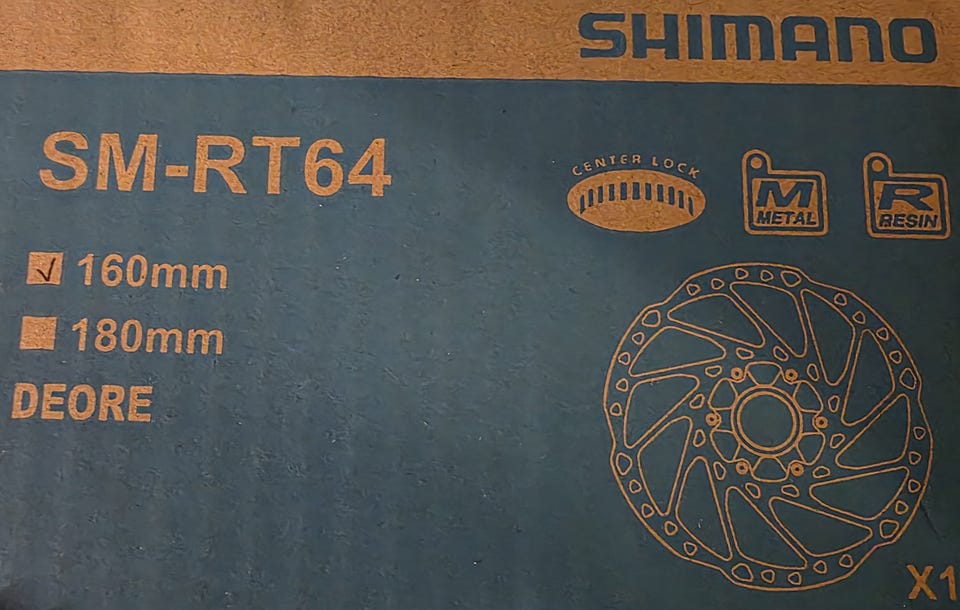 SHIMANO
SM-RT64
CENTER LOCK
M
METAL
R
RESIN
✓ 160mm
180mm
DEORE
X1